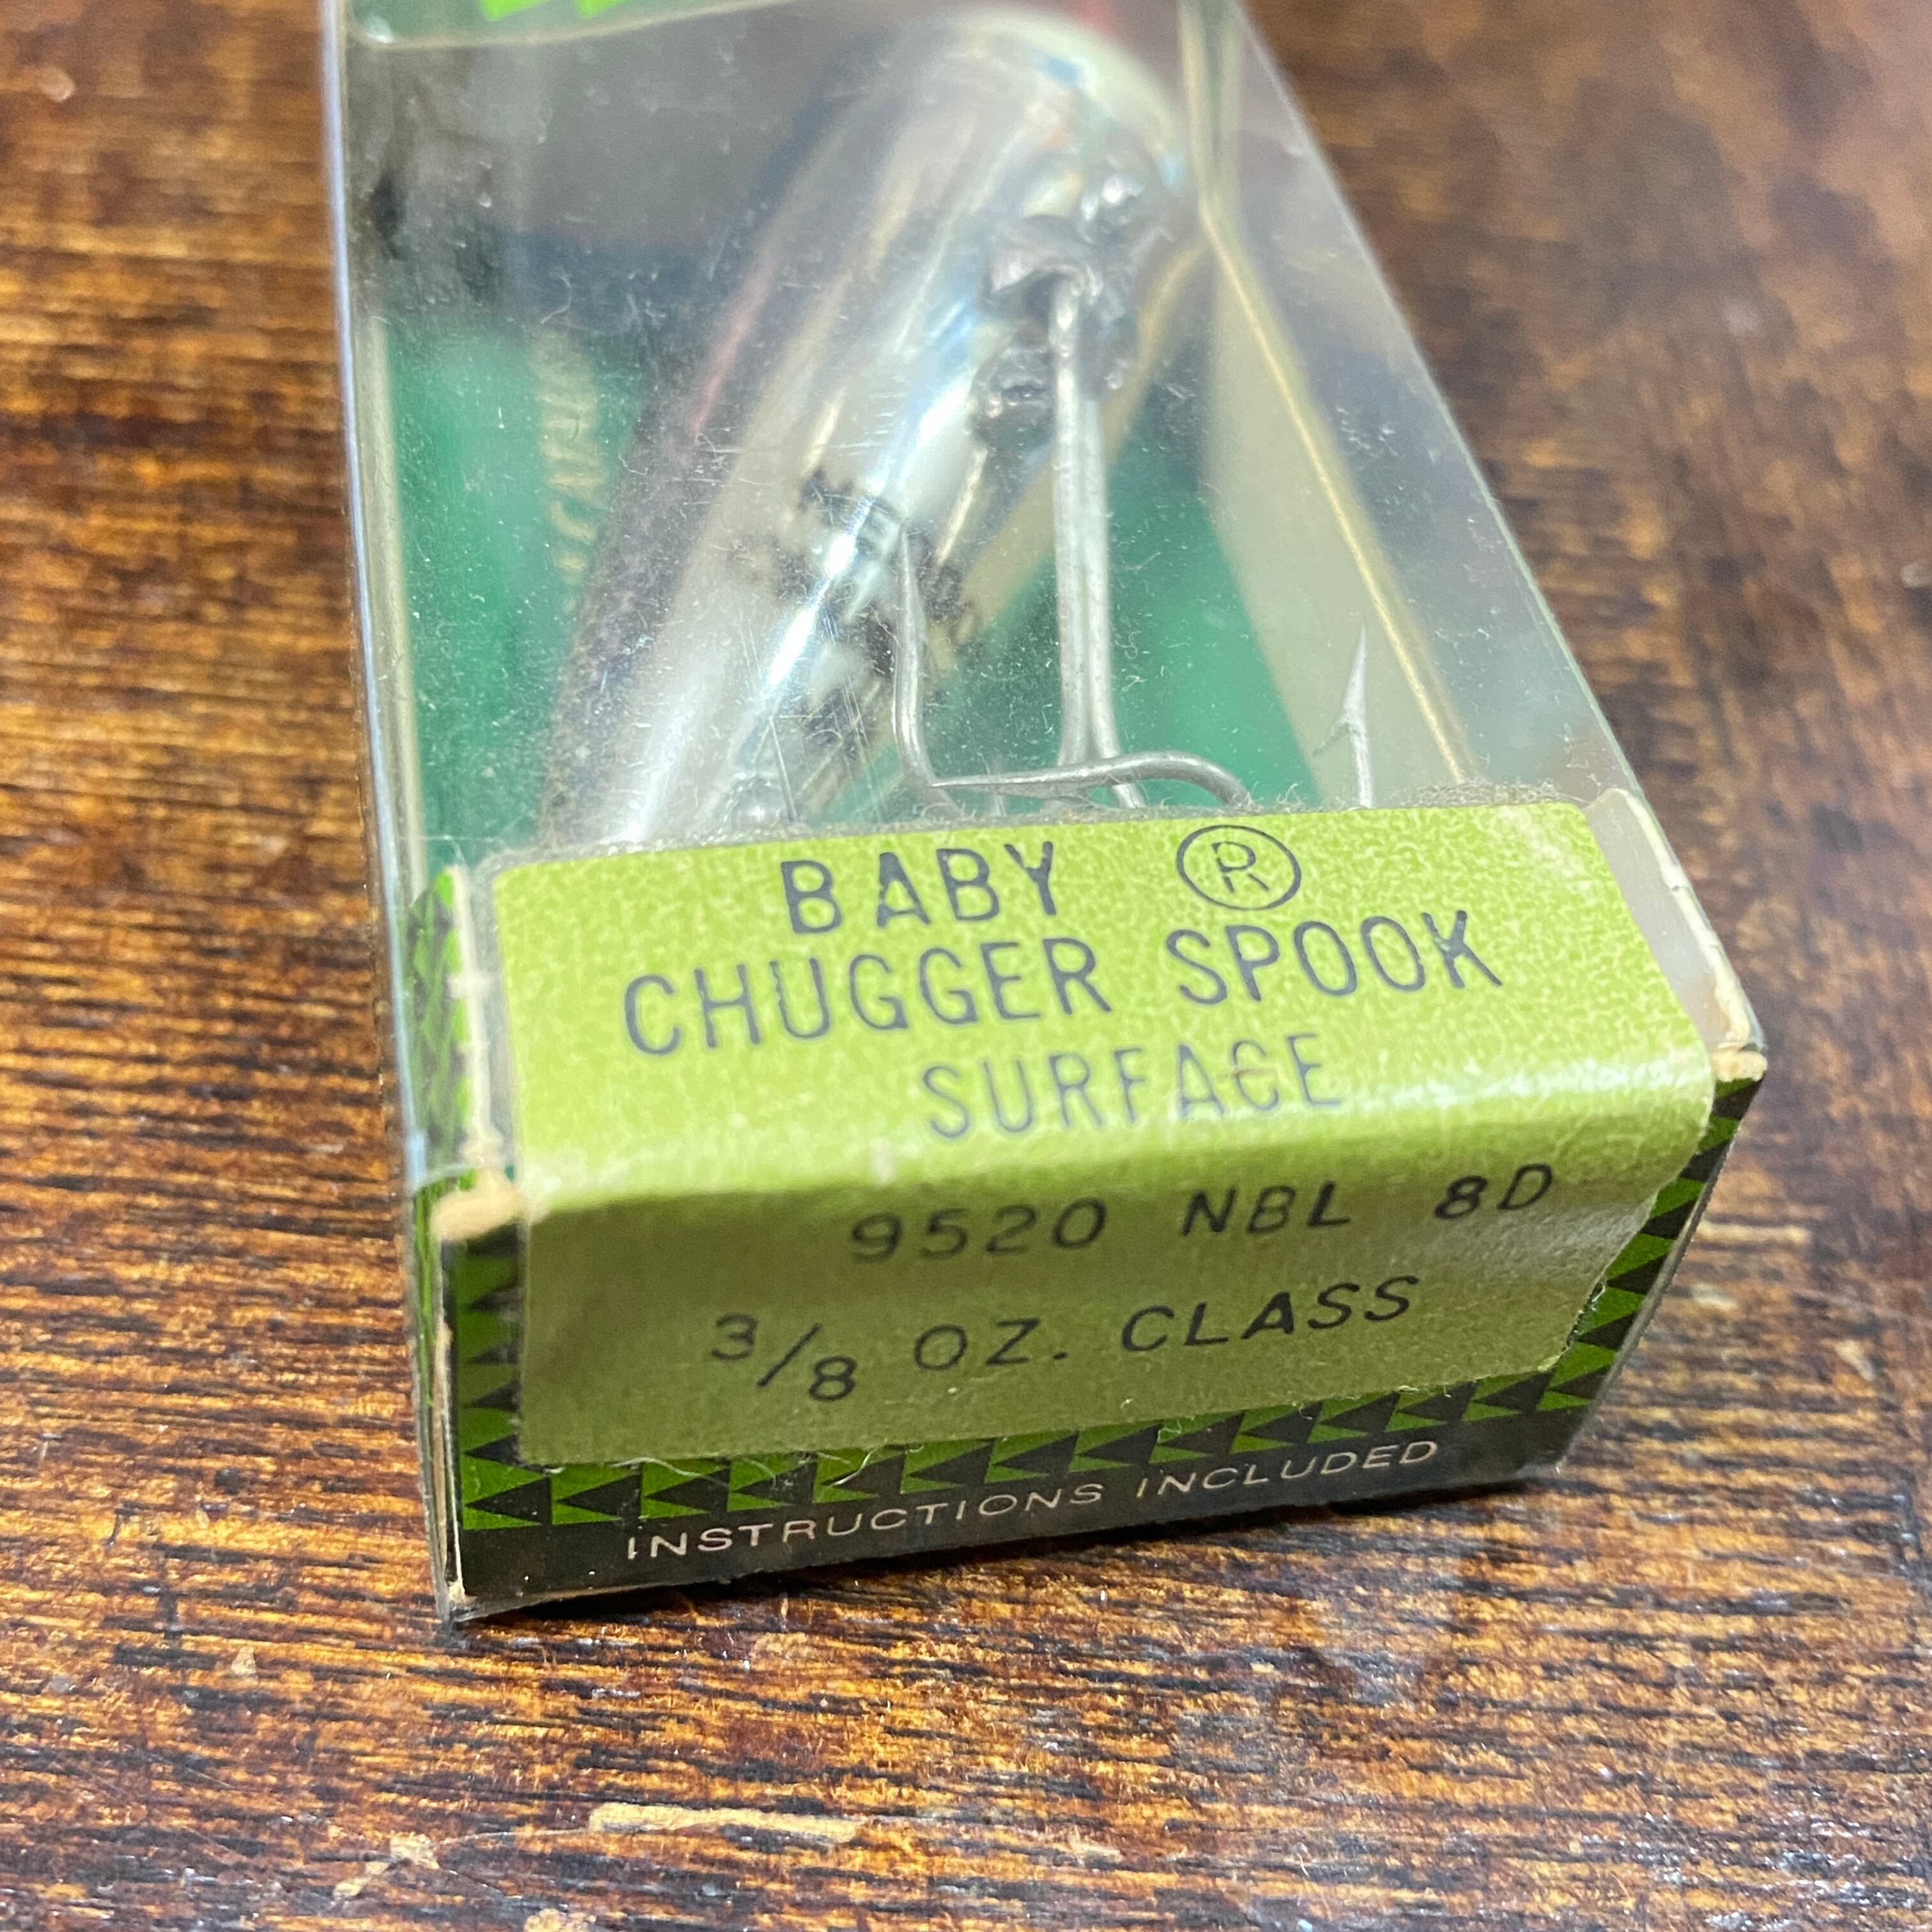 BABY ®
CHUGGER SPOOK
SURFACE
9520 NBL 8D
3/8 OZ. CLASS
INSTRUCTIONS INCLUDED